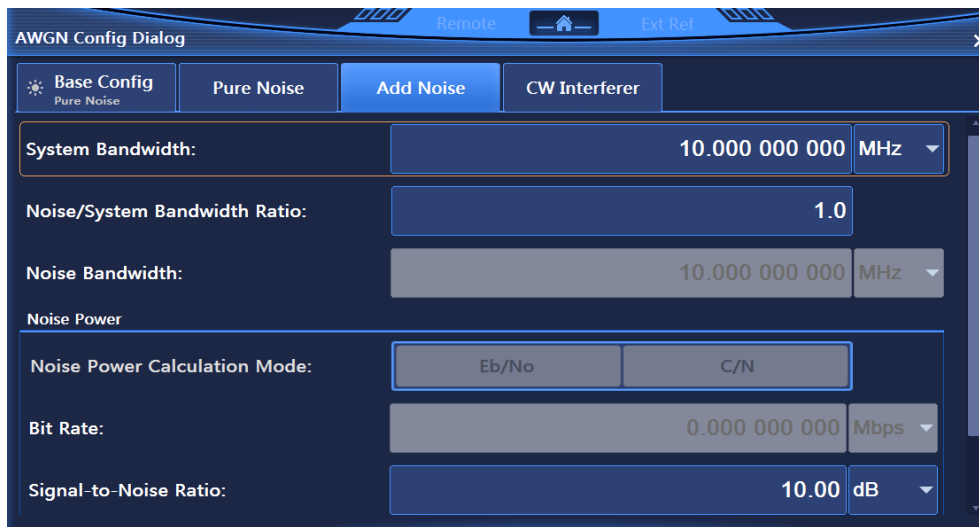 Remote
Ext Ref
AWGN Config Dialog
Base Config
Pure Noise
Pure Noise
Add Noise
CW Interferer
System Bandwidth:
10.000 000 000 MHz
Noise/System Bandwidth Ratio:
1.0
Noise Bandwidth:
10.000 000 000 MHz
Noise Power
Noise Power Calculation Mode:
Eb/No
C/N
Bit Rate:
0.000 000 000 Mbps
Signal-to-Noise Ratio:
10.00 dB